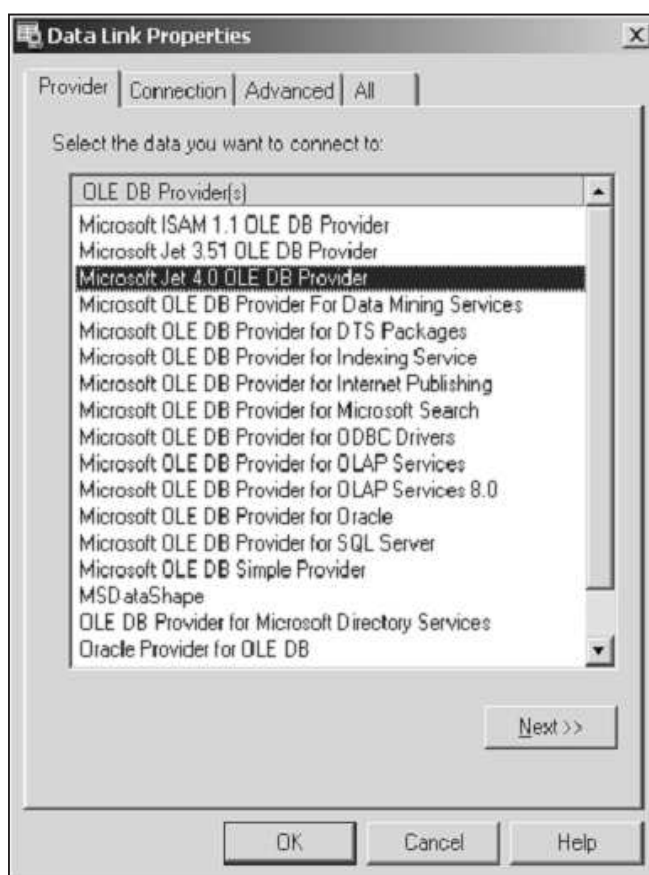 Data Link Properties
Provider
Connection
Advanced
All
Select the data you want to connect to:
OLE DB Provider(s)
Microsoft ISAM 1.1 OLE DB Provider
Microsoft Jet 3.51 OLE DB Provider
Microsoft Jet 4.0 OLE DB Provider
Microsoft OLE DB Provider For Data Mining Services
Microsoft OLE DB Provider for DTS Packages
Microsoft OLE DB Provider for Indexing Service
Microsoft OLE DB Provider for Internet Publishing
Microsoft OLE DB Provider for Microsoft Search
Microsoft OLE DB Provider for ODBC Drivers
Microsoft OLE DB Provider for OLAP Services
Microsoft OLE DB Provider for OLAP Services 8.0
Microsoft OLE DB Provider for Oracle
Microsoft OLE DB Provider for SQL Server
Microsoft OLE DB Simple Provider
MSDataShape
OLE DB Provider for Microsoft Directory Services
Oracle Provider for OLE DB
Next >>
OK
Cancel
Help